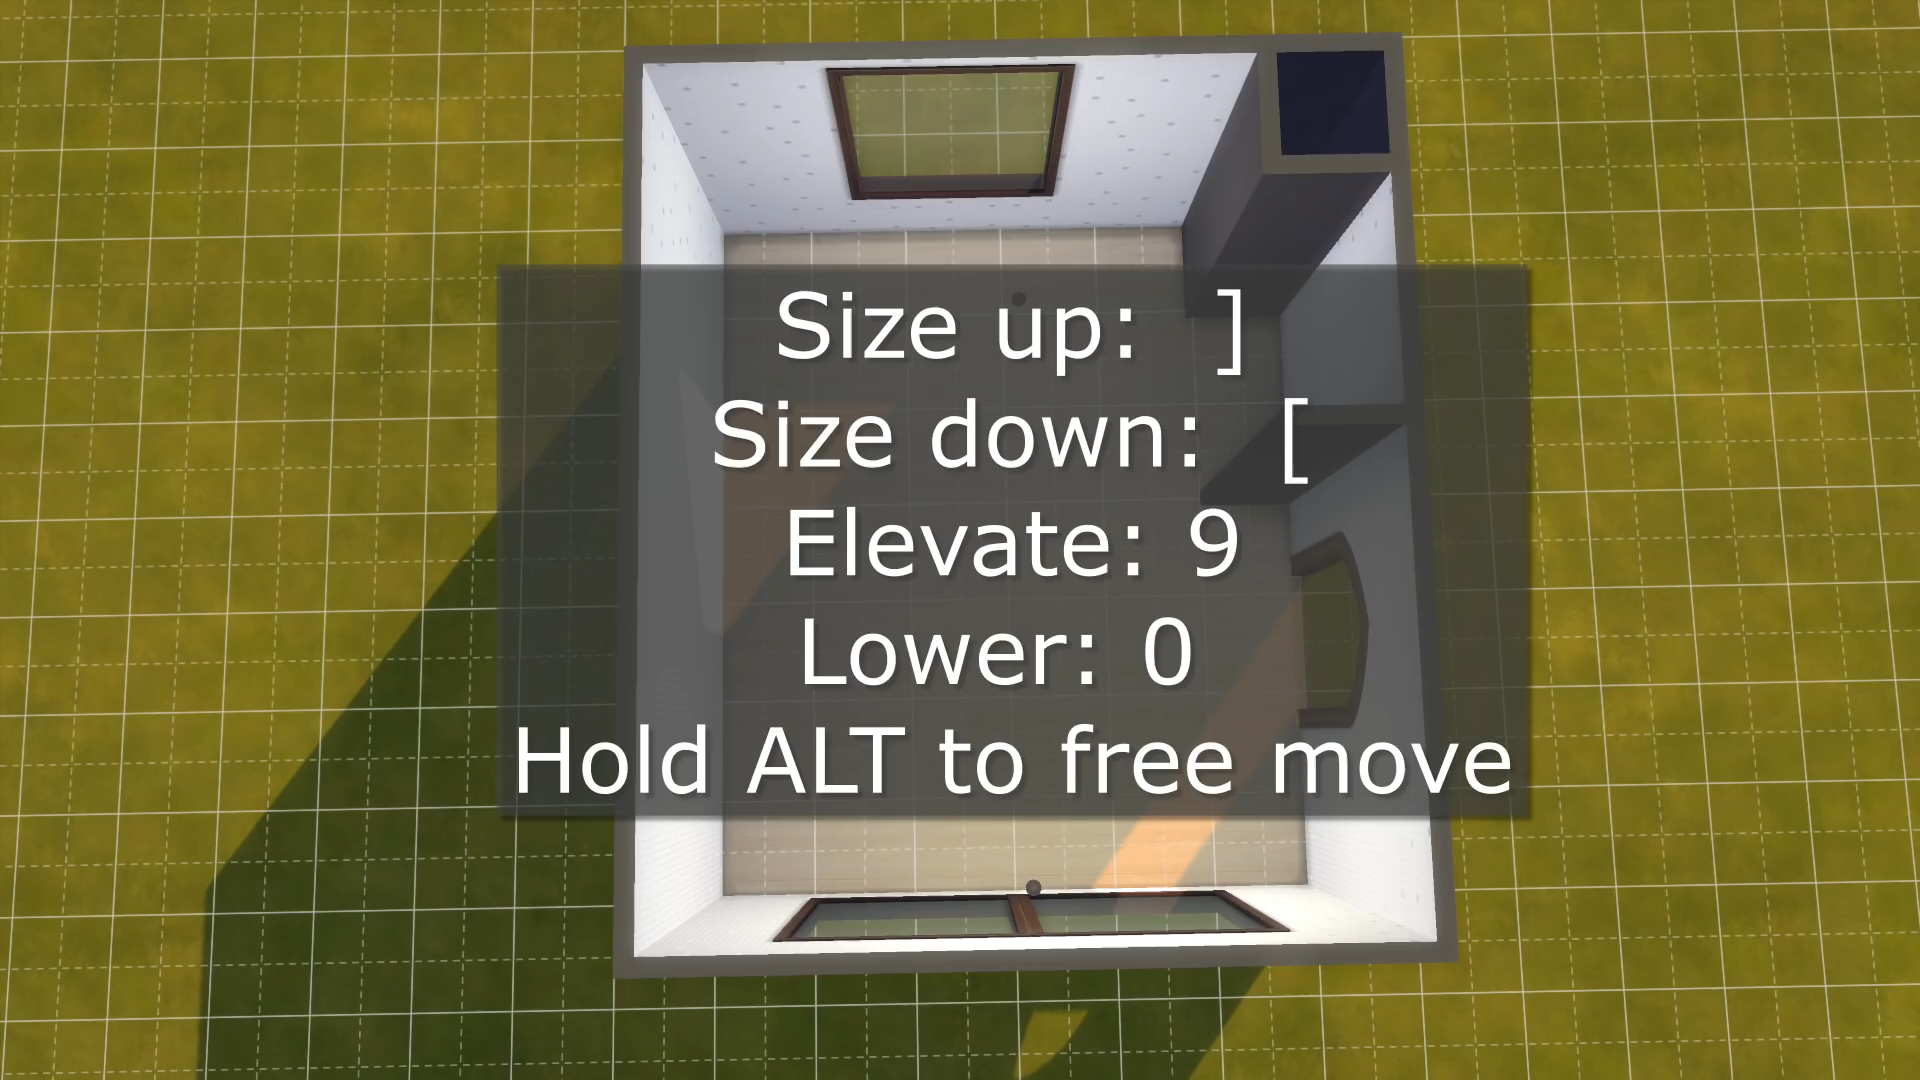 Size up:  ]
Size down:  [
Elevate: 9
Lower: 0
Hold ALT to free move